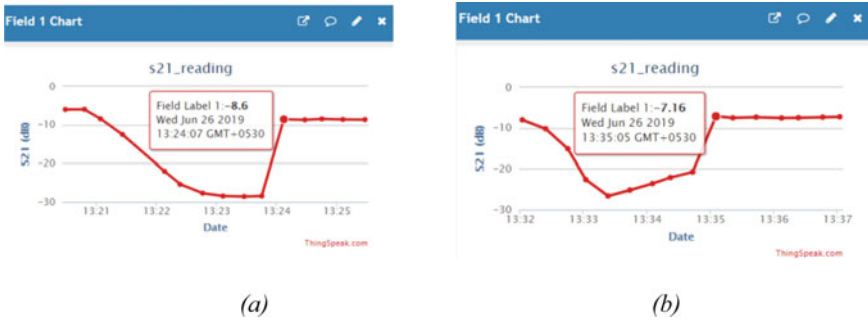 Field 1 Chart
s21_reading
Field Label 1:-8.6
Wed Jun 26 2019
13:24:07 GMT+0530
S21 (dB)
0
-10
-20
-30
13:21 13:22 13:23 13:24 13:25
Date
ThingSpeak.com
(a)
Field 1 Chart
s21_reading
Field Label 1:-7.16
Wed Jun 26 2019
13:35:05 GMT+0530
S21 (dB)
0
-10
-20
-30
13:32 13:33 13:34 13:35 13:36 13:37
Date
ThingSpeak.com
(b)